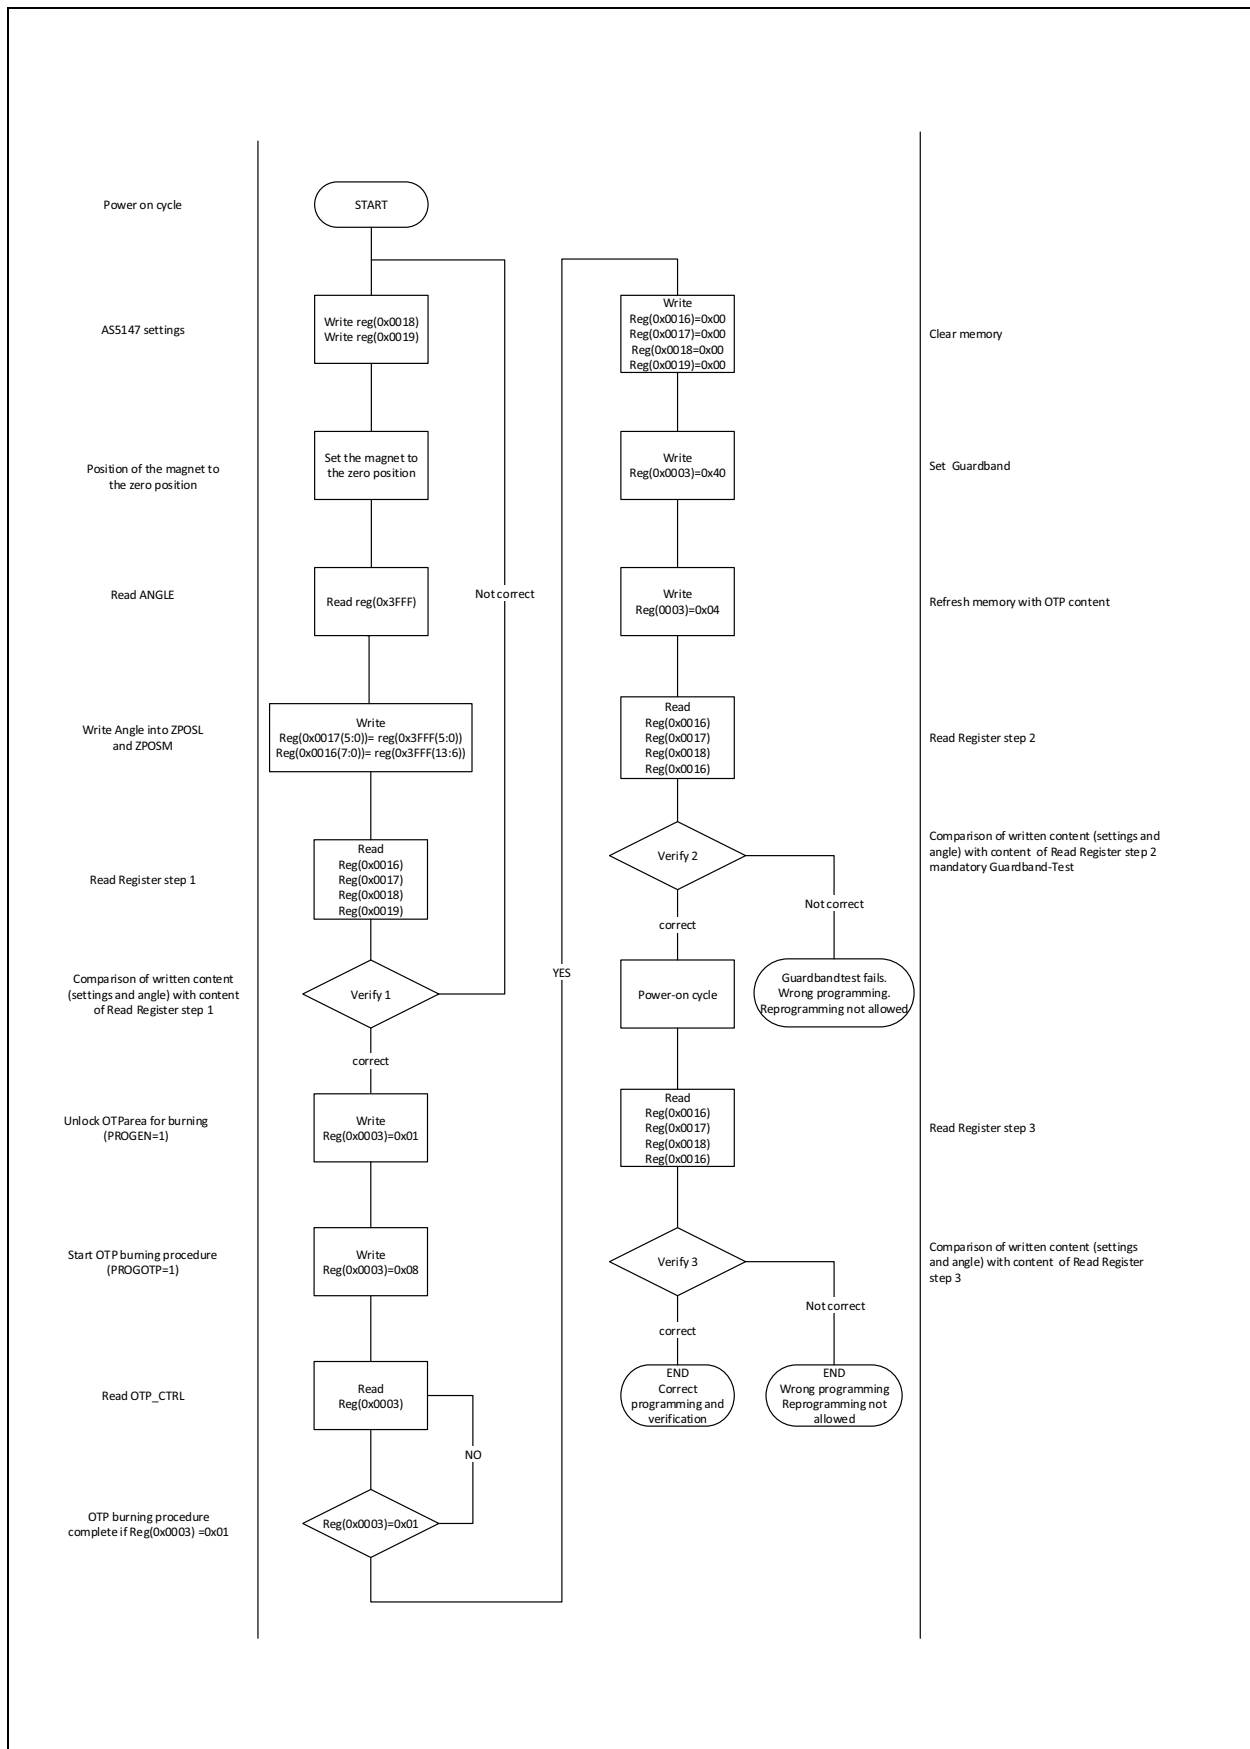 Power on cycle
START
AS5147 settings
Write reg(0x0018)
Write reg(0x0019)
Position of the magnet to
the zero position
Set the magnet to
the zero position
Read ANGLE
Read reg(0x3FFF)
Not correct
Write Angle into ZPOSL
and ZPOSM
Write
Reg(0x0017(5:0))= reg(0x3FFF(5:0))
Reg(0x0016(7:0))= reg(0x3FFF(13:6))
Read Register step 1
Read
Reg(0x0016)
Reg(0x0017)
Reg(0x0018)
Reg(0x0019)
Comparison of written content
(settings and angle) with content
of Read Register step 1
Verify 1
correct
Unlock OTParea for burning
(PROGEN=1)
Write
Reg(0x0003)=0x01
Start OTP burning procedure
(PROGOTP=1)
Write
Reg(0x0003)=0x08
Read OTP_CTRL
Read
Reg(0x0003)
NO
OTP burning procedure
complete if Reg(0x0003) =0x01
Reg(0x0003)=0x01
YES
Write
Reg(0x0016)=0x00
Reg(0x0017)=0x00
Reg(0x0018=0x00
Reg(0x0019)=0x00
Clear memory
Write
Reg(0x0003)=0x40
Set Guardband
Write
Reg(0003)=0x04
Refresh memory with OTP content
Read
Reg(0x0016)
Reg(0x0017)
Reg(0x0018)
Reg(0x0016)
Read Register step 2
Verify 2
Comparison of written content (settings and
angle) with content of Read Register step 2
mandatory Guardband-Test
Not correct
correct
Guardbandtest fails.
Wrong programming.
Reprogramming not allowed
Power-on cycle
Read
Reg(0x0016)
Reg(0x0017)
Reg(0x0018)
Reg(0x0016)
Read Register step 3
Verify 3
Comparison of written content (settings
and angle) with content of Read Register
step 3
Not correct
correct
END
Correct
programming and
verification
END
Wrong programming
Reprogramming not
allowed